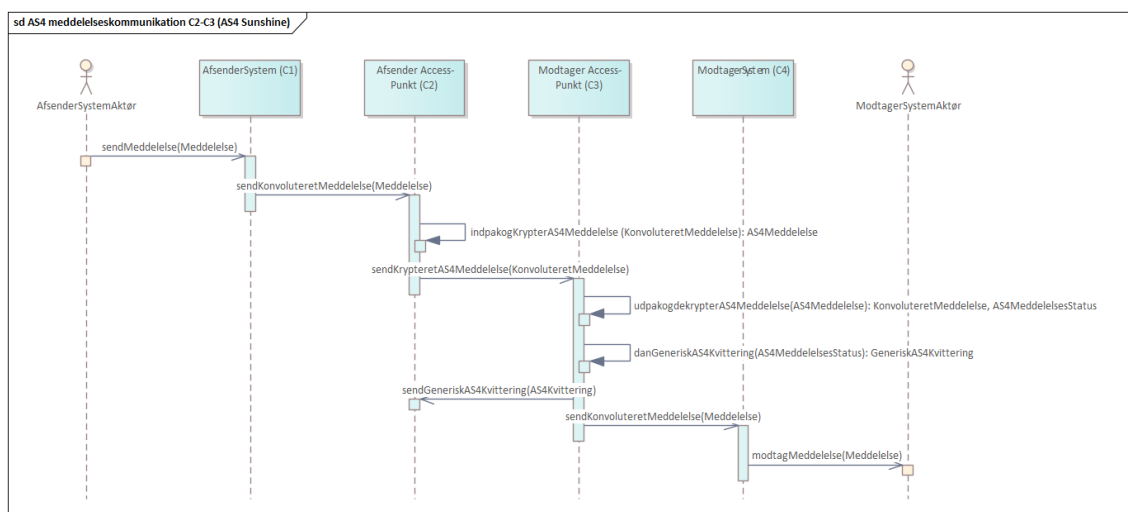 sd AS4 meddelelseskommunikation C2-C3 (AS4 Sunshine)
AfsenderSystemAktør
AfsenderSystem (C1)
Afsender Access-
Punkt (C2)
Modtager Access-
Punkt (C3)
ModtagerSystem (C4)
ModtagerSystemAktør
sendMeddelelse(Meddelelse)
sendKonvoluteretMeddelelse(Meddelelse)
indpakogKrypterAS4Meddelelse (KonvoluteretMeddelelse): AS4Meddelelse
sendKrypteretAS4Meddelelse(KonvoluteretMeddelelse)
udpakogdekrypterAS4Meddelelse(AS4Meddelelse): KonvoluteretMeddelelse, AS4MeddelelsesStatus
danGeneriskAS4Kvittering(AS4MeddelelsesStatus): GeneriskAS4Kvittering
sendGeneriskAS4Kvittering(AS4Kvittering)
sendKonvoluteretMeddelelse(Meddelelse)
modtagMeddelelse(Meddelelse)